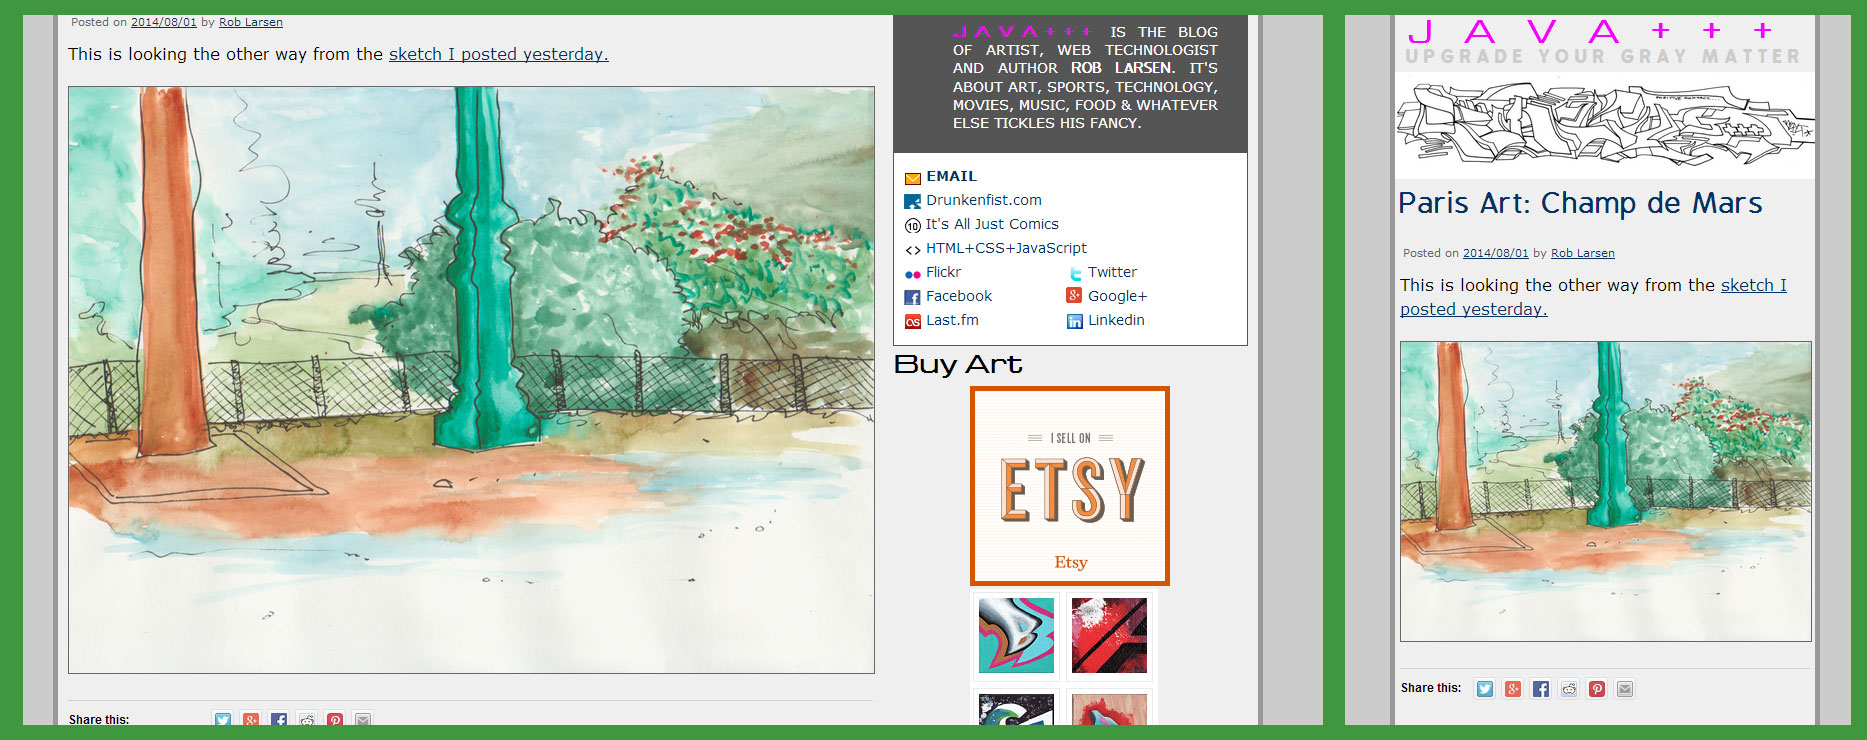 Posted on 2014/08/01 by Rob Larsen
This is looking the other way from the sketch I posted yesterday.
Share this:
JAVA+++ IS THE BLOG
OF ARTIST, WEB TECHNOLOGIST
AND AUTHOR ROB LARSEN. IT'S
ABOUT ART, SPORTS, TECHNOLOGY,
MOVIES, MUSIC, FOOD & WHATEVER
ELSE TICKLES HIS FANCY.
EMAIL
Drunkenfist.com
10 It's All Just Comics
<> HTML+CSS+JavaScript
Flickr
Twitter
Facebook
Google+
Last.fm
Linkedin
Buy Art
I SELL ON
ETSY
Etsy
JAVA+++
UPGRADE YOUR GRAY MATTER
Paris Art: Champ de Mars
Posted on 2014/08/01 by Rob Larsen
This is looking the other way from the sketch I
posted yesterday.
Share this: